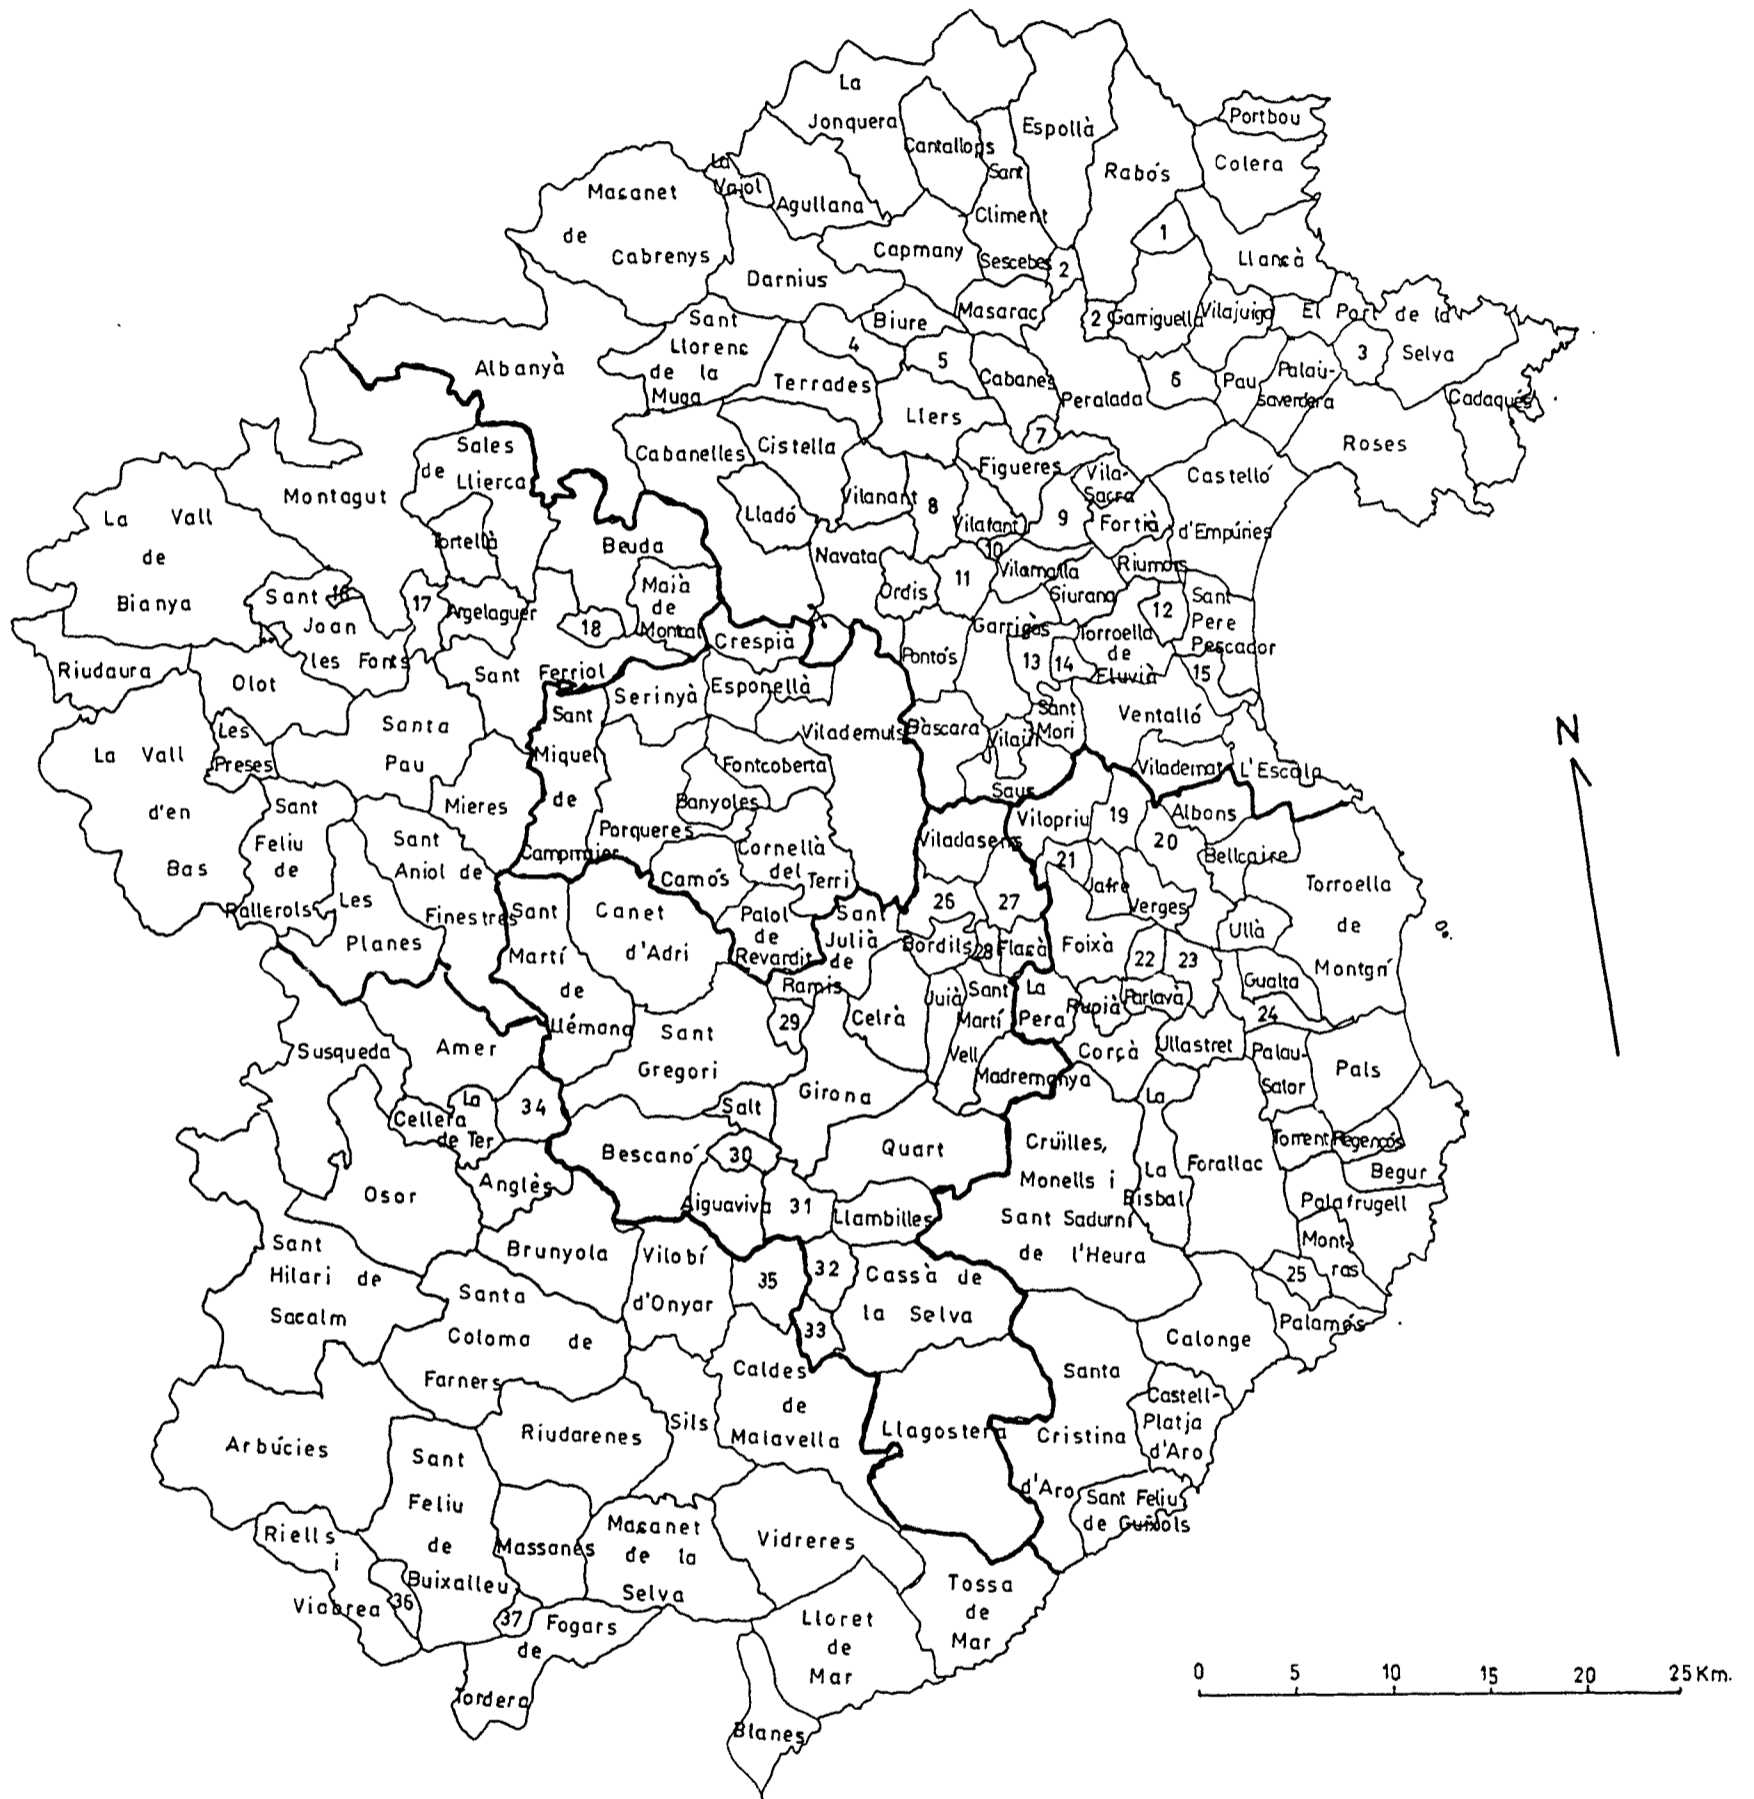 La
Jonquera
Cantallops
Espollà
Portbou
Colera
Rabós
La
Vajol
Maçanet
de
Cabrenys
Agullana
Sant
Climent
Sescebes
Capmany
Darnius
1
2
Llançà
Masarac
2
Garriguella
Vilajuïga
El Port de la
Selva
3
Biure
4
5
Sant
Llorenç
de la
Muga
Albanyà
Terrades
Cabanes
Peralada
6
Pau
Palau-
saverdera
Cadaqués
Roses
Llers
7
Sales
de
Llierca
Cabanelles
Cistella
Figueres
Vila-
Sacra
Castelló
d'Empúries
Montagut
La Vall
de
Bianya
Lladó
Vilanant
8
Vilafant
9
Fortià
Tortellà
Beuda
Navata
10
11
Vilamalla
Riumors
Siurana
12
Sant
Pere
Pescador
Sant
16
Joan
les Fonts
17
Argelaguer
18
Maià
de
Montcal
Ordis
Garrigàs
Torroella
de
Fluvià
13
14
15
Crespià
Pontós
Riudaura
Olot
Sant Ferriol
Serinyà
Esponellà
Sant
Mori
Ventalló
Les
Preses
Santa
Pau
Sant
Miquel
de
Campmajor
Vilademuls
Bàscara
Vilaür
La Vall
d'en
Bas
Fontcoberta
Viladamat
L'Escala
Mieres
Banyoles
Saus
Sant
Feliu
de
Pallerols
Sant
Aniol de
Finestres
Porqueres
Cornellà
del Terri
Viladasens
Vilopriu
19
Albons
20
21
Bellcaire
Camós
Jafre
Verges
Torroella
de
Montgrí
Les
Planes
Sant
Martí
de
Llémana
Canet
d'Adri
Palol
de
Revardit
Sant
Julià
de
Ramis
26
27
Ullà
Bordils
28
Flaçà
Foixà
22
23
Gualta
24
Juià
Sant
Martí
Vell
La
Pera
Rupià
Parlavà
Celrà
29
Sant
Gregori
Susqueda
Amer
Madremanya
Corçà
Ullastret
Palau-
Sator
Pals
La
Cellera
de Ter
34
Salt
Girona
La
La
Bisbal
Bescanó
30
Quart
Cruïlles,
Monells i
Sant Sadurní
de l'Heura
Forallac
Torrent
Regencós
Begur
Osor
Anglès
Aiguaviva
31
Llambilles
Palafrugell
Mont-
ras
25
Palamós
Sant
Hilari de
Sacalm
Brunyola
Vilobí
d'Onyar
35
32
33
Cassà de
la Selva
Santa
Coloma de
Farners
Calonge
Caldes
de
Malavella
Santa
Cristina
d'Aro
Castell-
Platja
d'Aro
Arbúcies
Riudarenes
Sils
Llagostera
Sant
Feliu
de
Buixalleu
Sant Feliu
de Guíxols
Riells
i
Viabrea
36
Massanes
37
Maçanet
de la
Selva
Vidreres
Tossa
de
Mar
Fogars
de
Tordera
Lloret
de
Mar
Blanes
N
0 5 10 15 20 25 Km.